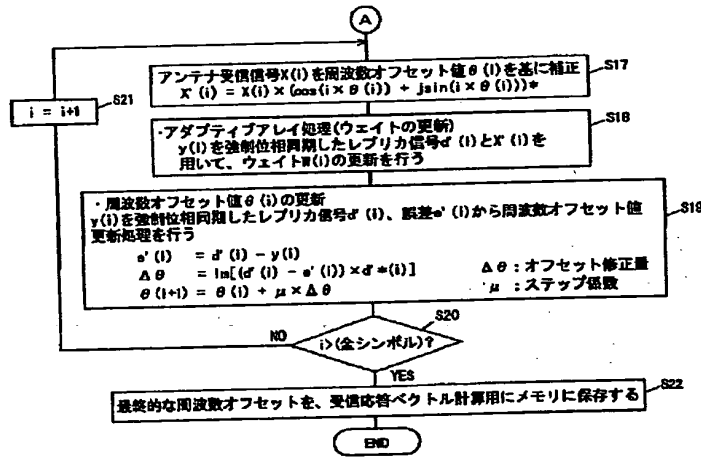 A
アンテナ受信信号X(i)を周波数オフセット値θ(i)を基に補正
X'(i) = X(i)×(cos(i×θ(i)) + jsin(i×θ(i)))*
S17
i = i+1
S21
・アダプティブアレイ処理(ウェイトの更新)
y(i)を強制位相同期したレプリカ信号d'(i)とX'(i)を
用いて、ウェイトW(i)の更新を行う
S18
・周波数オフセット値θ(i)の更新
y(i)を強制位相同期したレプリカ信号d'(i)、誤差e'(i)から周波数オフセット値
更新処理を行う
e'(i) = d'(i) - y(i)
Δθ = Im[(d'(i) - e'(i))×d'*(i)]
Δθ:オフセット修正量
θ(i+1) = θ(i) + μ×Δθ
μ :ステップ係数
S19
S20
NO
i>(全シンボル)?
YES
最終的な周波数オフセットを、受信応答ベクトル計算用にメモリに保存する
S22
END